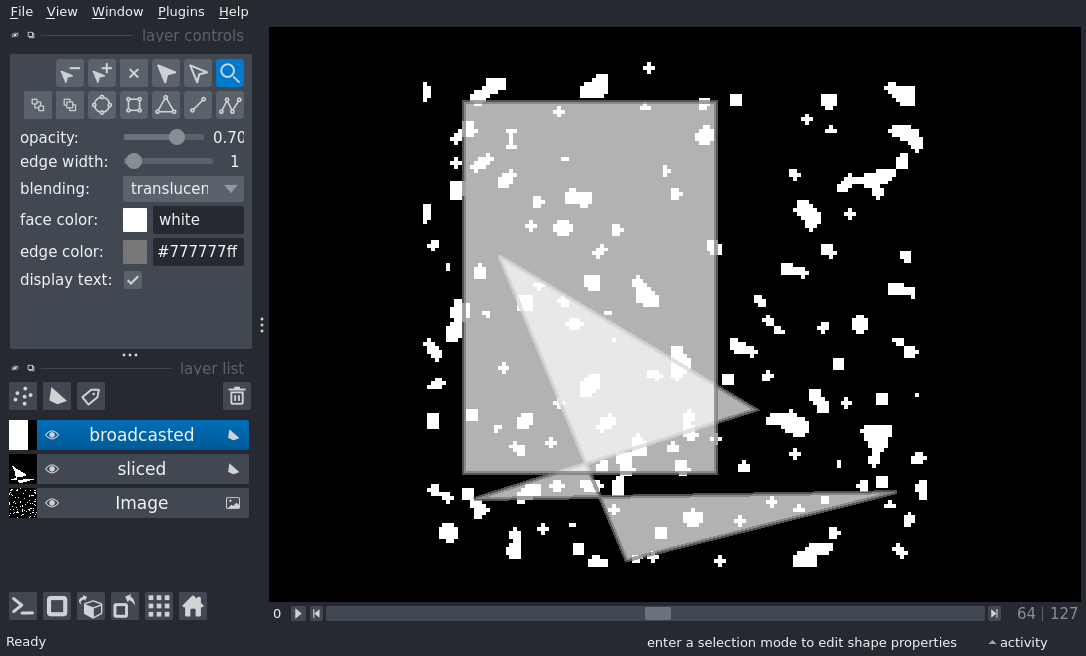 File View Window Plugins Help
layer controls
opacity: 0.70
edge width: 1
blending: translucen
face color: white
edge color: #777777ff
display text:
layer list
broadcasted
sliced
Image
0 64 | 127
Ready enter a selection mode to edit shape properties activity